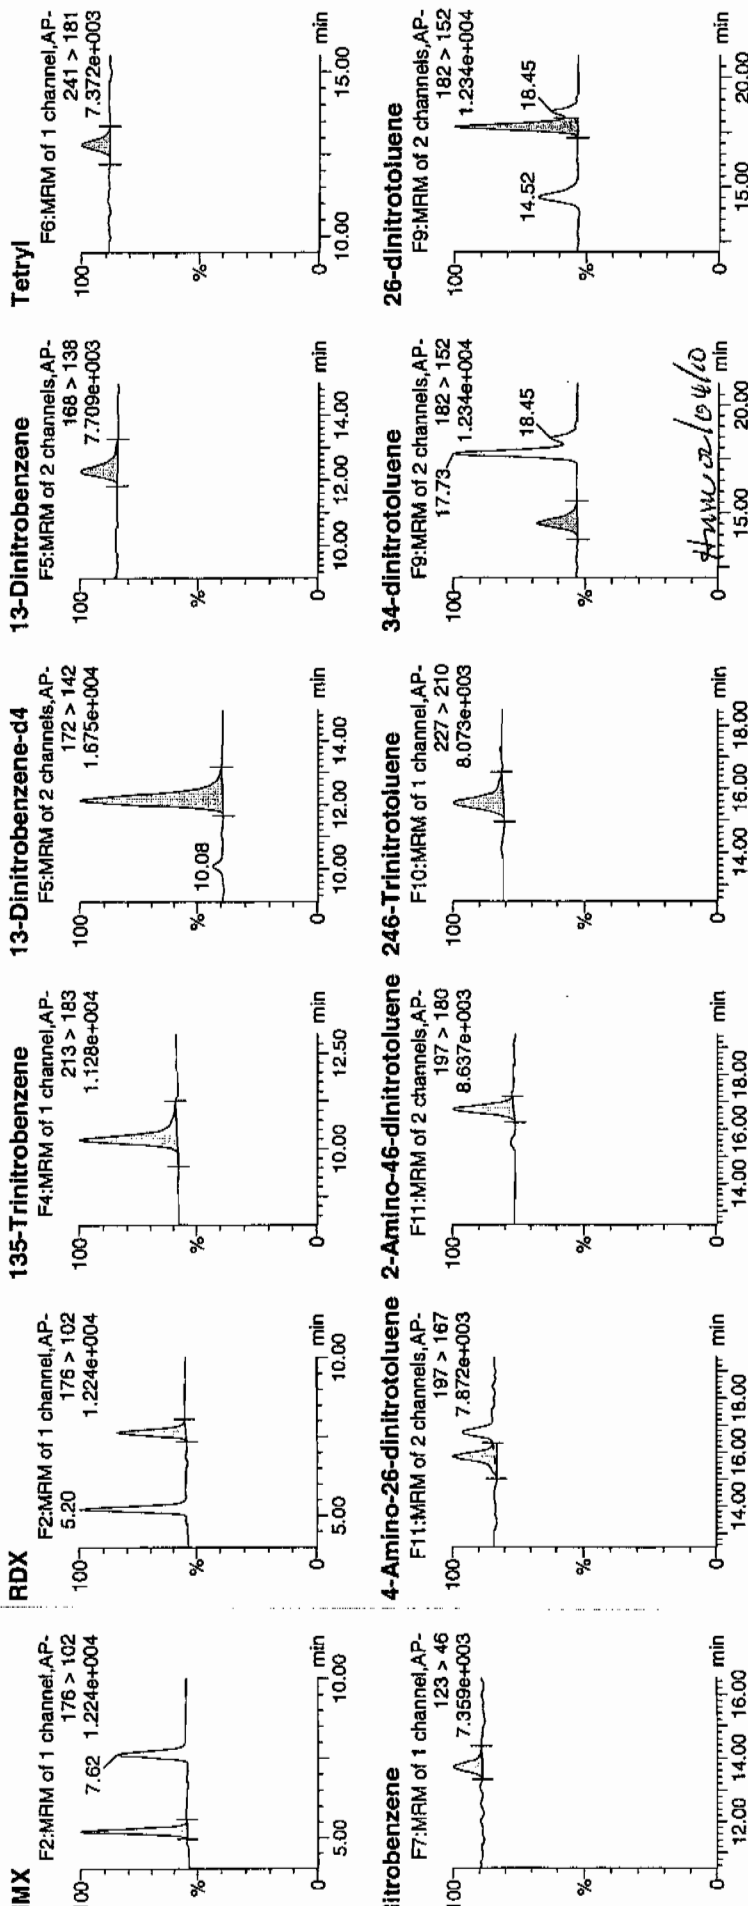 MX
F2:MRM of 1 channel,AP-
176 > 102
1.224e+004
100
7.62
%
0
5.00
10.00
min
RDX
F2:MRM of 1 channel,AP-
176 > 102
1.224e+004
5.20
100
%
0
5.00
10.00
min
135-Trinitrobenzene
F4:MRM of 1 channel,AP-
213 > 183
1.128e+004
100
%
0
10.00
12.50
min
13-Dinitrobenzene-d4
F5:MRM of 2 channels,AP-
172 > 142
1.675e+004
100
10.08
%
0
10.00
12.00
14.00
min
13-Dinitrobenzene
F5:MRM of 2 channels,AP-
168 > 138
7.709e+003
100
%
0
10.00
12.00
14.00
min
Tetryl
F6:MRM of 1 channel,AP-
241 > 181
7.372e+003
100
%
0
10.00
15.00
min
itrobenzene
F7:MRM of 1 channel,AP-
123 > 46
7.359e+003
100
%
0
12.00
14.00
16.00
min
4-Amino-26-dinitrotoluene
F11:MRM of 2 channels,AP-
197 > 167
7.872e+003
100
%
0
14.00
16.00
18.00
min
2-Amino-46-dinitrotoluene
F11:MRM of 2 channels,AP-
197 > 180
8.637e+003
100
%
0
14.00
16.00
18.00
min
246-Trinitrotoluene
F10:MRM of 1 channel,AP-
227 > 210
8.073e+003
100
%
0
14.00
16.00
18.00
min
34-dinitrotoluene
F9:MRM of 2 channels,AP-
182 > 152
1.234e+004
17.73
18.45
100
%
0
15.00
20.00
min
26-dinitrotoluene
F9:MRM of 2 channels,AP-
182 > 152
1.234e+004
18.45
14.52
100
%
0
15.00
20.00
min